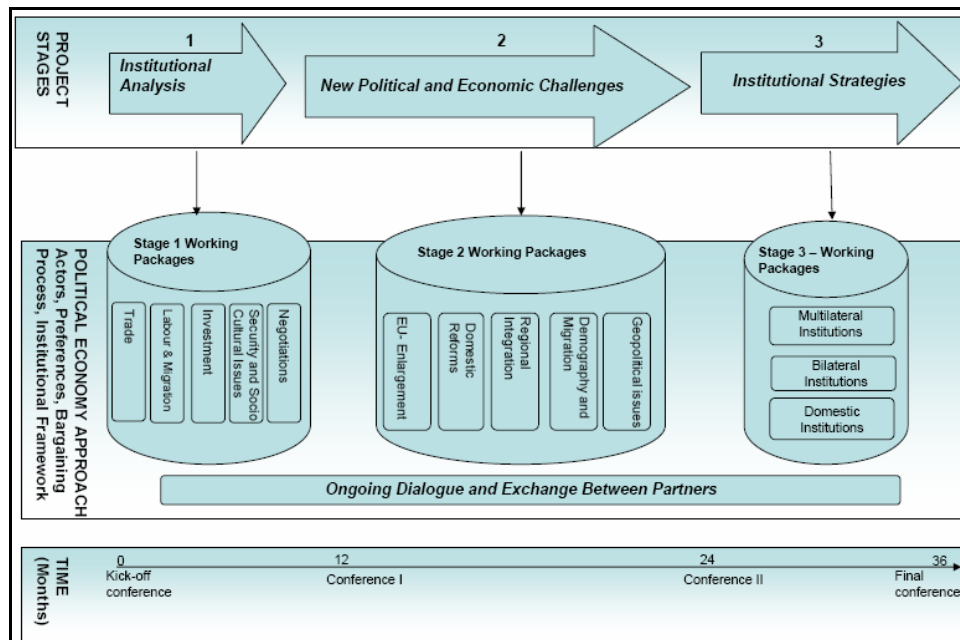 PROJECT
STAGES
1
Institutional
Analysis
2
New Political and Economic Challenges
3
Institutional Strategies
POLITICAL ECONOMY APPROACH
Actors, Preferences, Bargaining
Process, Institutional Framework
Stage 1 Working
Packages
Trade
Labour & Migration
Investment
Security and Socio
Cultural Issues
Negotiations
Stage 2 Working Packages
EU- Enlargement
Domestic
Reforms
Regional
Integration
Demography and
Migration
Geopolitical issues
Stage 3 – Working
Packages
Multilateral
Institutions
Bilateral
Institutions
Domestic
Institutions
Ongoing Dialogue and Exchange Between Partners
TIME
(Months)
0
Kick-off
conference
12
Conference I
24
Conference II
36
Final
conference